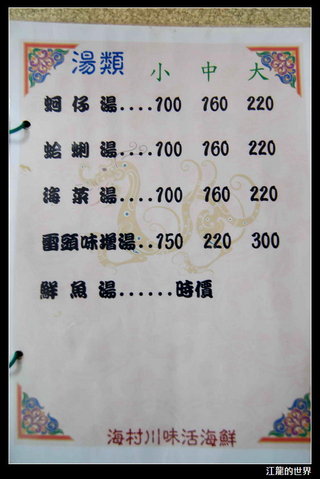 湯類 小 中 大
蚵仔湯....100 160 220
蛤蜊湯....100 160 220
海菜湯....100 160 220
蚵頭味增湯..150 220 300
鮮魚湯.......時價
海村川味活海鮮
江龍的世界